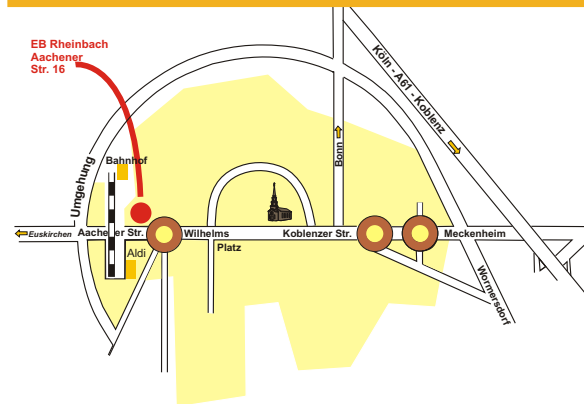 EB Rheinbach
Aachener
Str. 16
Köln - A61 - Koblenz
Umgehung
Bahnhof
Bonn
Euskirchen
Aachener Str.
Wilhelms
Platz
Koblenzer Str.
Meckenheim
Aldi
Wormersdorf